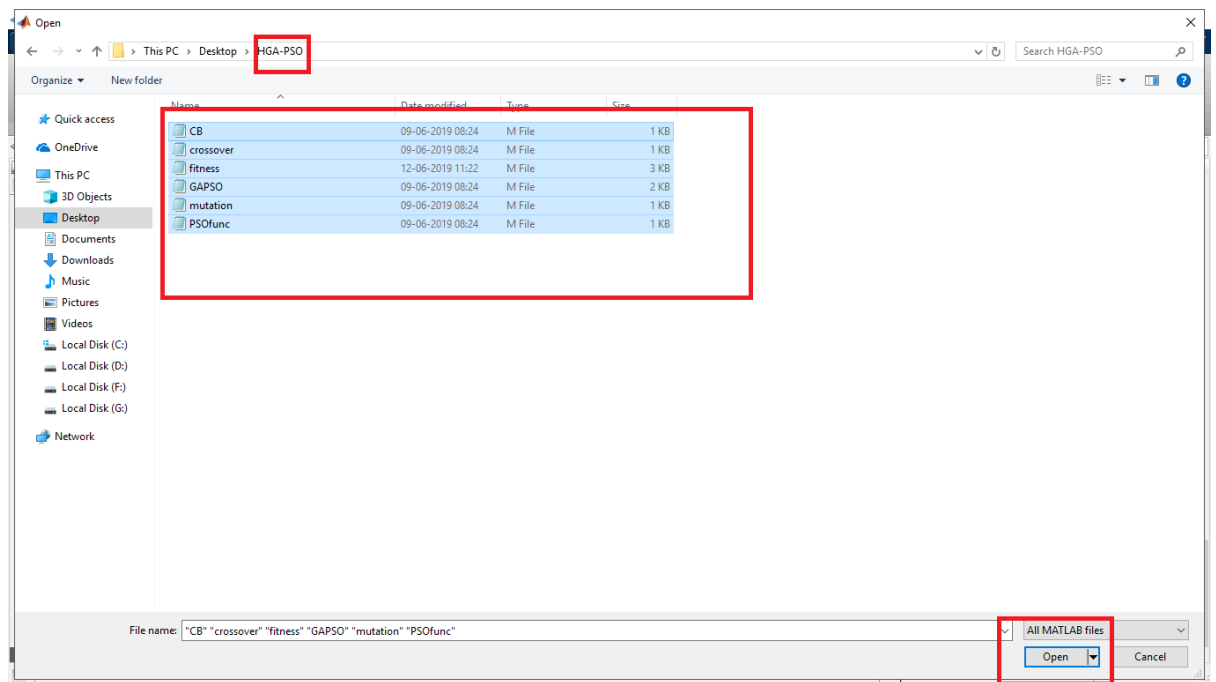 Open
This PC > Desktop > HGA-PSO
Search HGA-PSO
Organize New folder
Name Date modified Type Size
Quick access
OneDrive
This PC
3D Objects
Desktop
Documents
Downloads
Music
Pictures
Videos
Local Disk (C:)
Local Disk (D:)
Local Disk (F:)
Local Disk (G:)
Network
CB 09-06-2019 08:24 M File 1 KB
crossover 09-06-2019 08:24 M File 1 KB
fitness 12-06-2019 11:22 M File 3 KB
GAPSO 09-06-2019 08:24 M File 2 KB
mutation 09-06-2019 08:24 M File 1 KB
PSOfunc 09-06-2019 08:24 M File 1 KB
File name: "CB" "crossover" "fitness" "GAPSO" "mutation" "PSOfunc"
All MATLAB files
Open Cancel